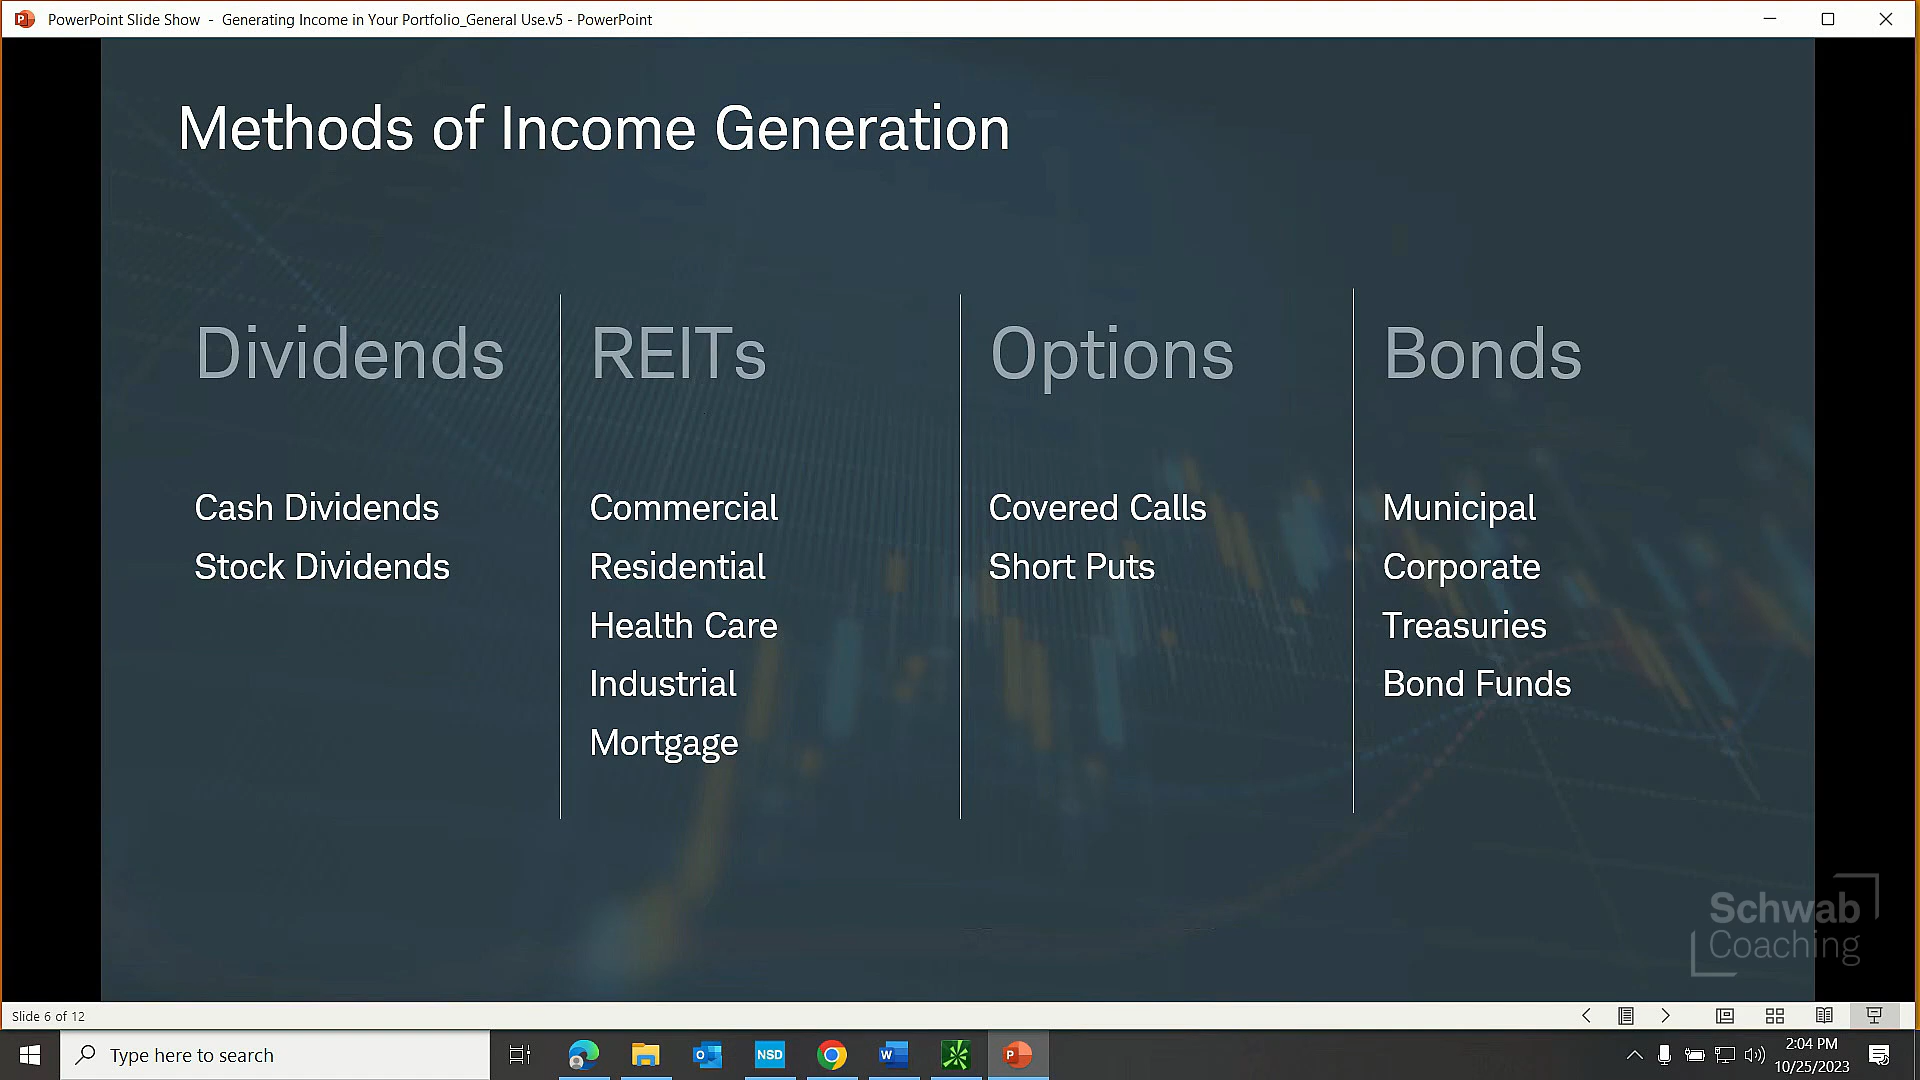 PowerPoint Slide Show - Generating Income in Your Portfolio_General Use.v5 - PowerPoint
Methods of Income Generation
Dividends
Cash Dividends
Stock Dividends
REITs
Commercial
Residential
Health Care
Industrial
Mortgage
Options
Covered Calls
Short Puts
Bonds
Municipal
Corporate
Treasuries
Bond Funds
Schwab
Coaching
Slide 6 of 12
Type here to search
NSD
2:04 PM
10/25/2023